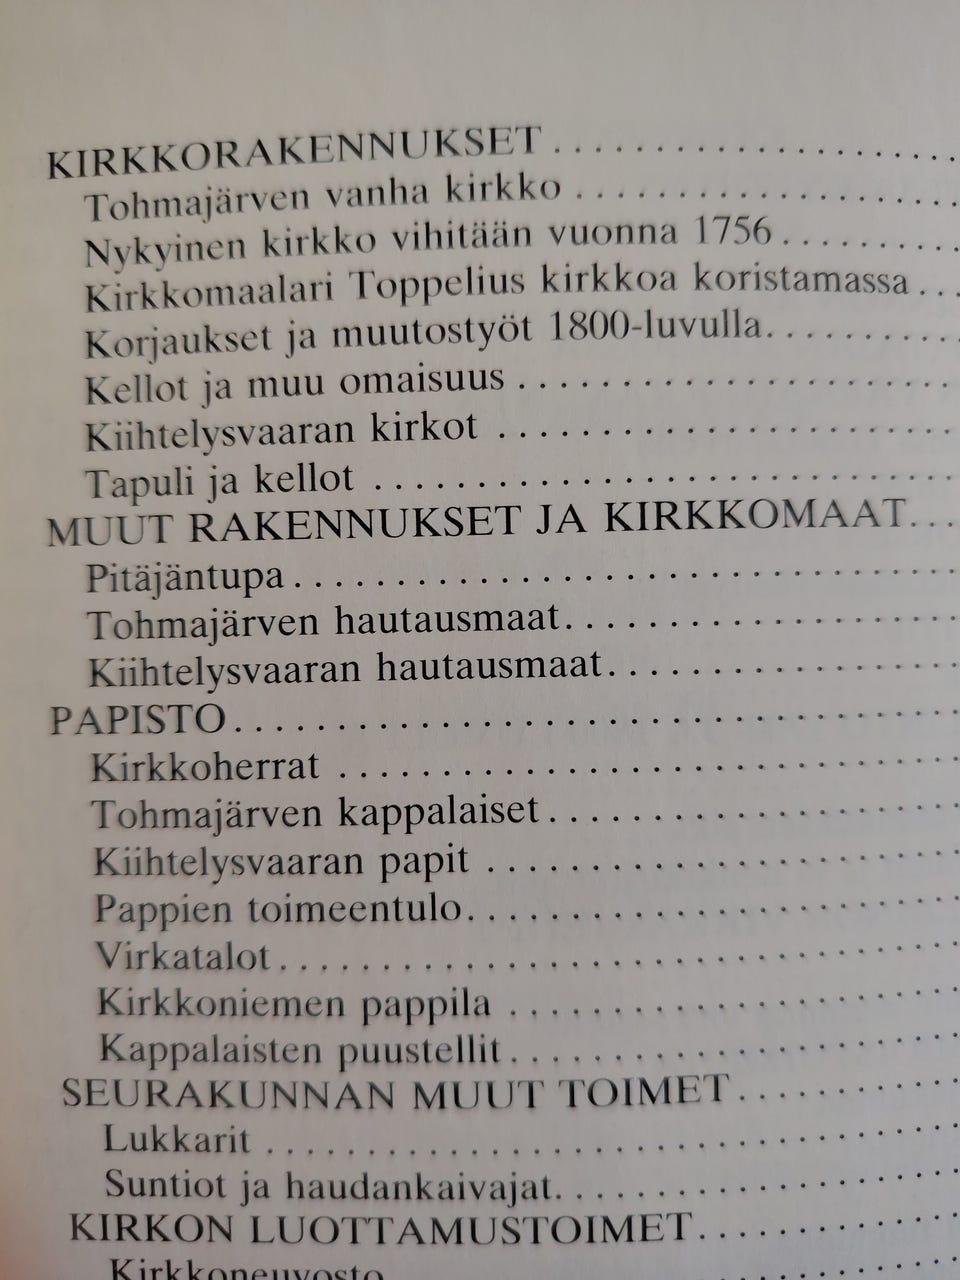 KIRKKORAKENNUKSET....................
Tohmajärven vanha kirkko...................
Nykyinen kirkko vihitään vuonna 1756.........
Kirkkomaalari Toppelius kirkkoa koristamassa...
Korjaukset ja muutostyöt 1800-luvulla..........
Kellot ja muu omaisuus.....................
Kiihtelysvaaran kirkot......................
Tapuli ja kellot............................
MUUT RAKENNUKSET JA KIRKKOMAAT...
Pitäjäntupa................................
Tohmajärven hautausmaat...................
Kiihtelysvaaran hautausmaat.................
PAPISTO...................................
Kirkkoherrat..............................
Tohmajärven kappalaiset....................
Kiihtelysvaaran papit.......................
Pappien toimeentulo........................
Virkatalot.................................
Kirkkoniemen pappila......................
Kappalaisten puustellit......................
SEURAKUNNAN MUUT TOIMET...........
Lukkarit..................................
Suntiot ja haudankaivajat....................
KIRKON LUOTTAMUSTOIMET.............
Kirkkoneuvosto